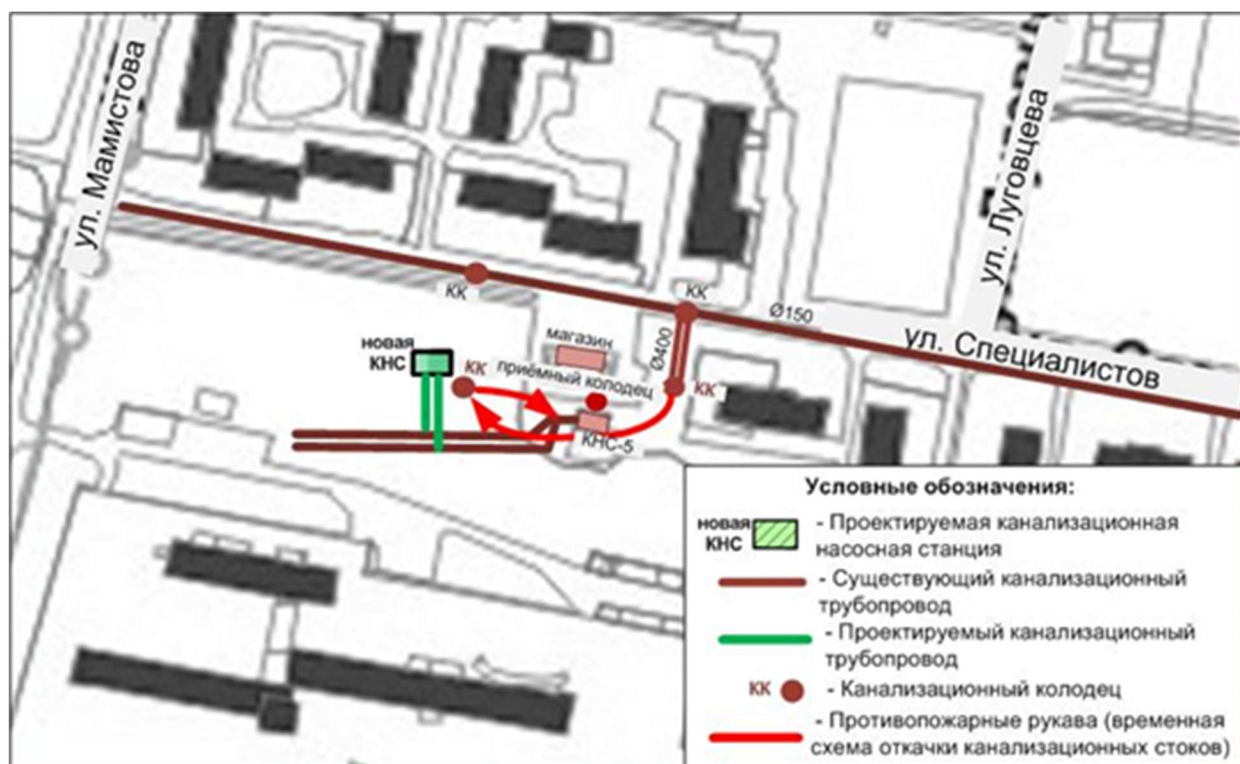 ул. Мамистова
ул. Луговцева
КК
КК
Ø150
ул. Специалистов
магазин
Ø400
новая
КНС
КК
приёмный колодец
КК
КНС-5
Условные обозначения:
новая
КНС
- Проектируемая канализационная
насосная станция
- Существующий канализационный
трубопровод
- Проектируемый канализационный
трубопровод
КК
- Канализационный колодец
- Противопожарные рукава (временная
схема откачки канализационных стоков)